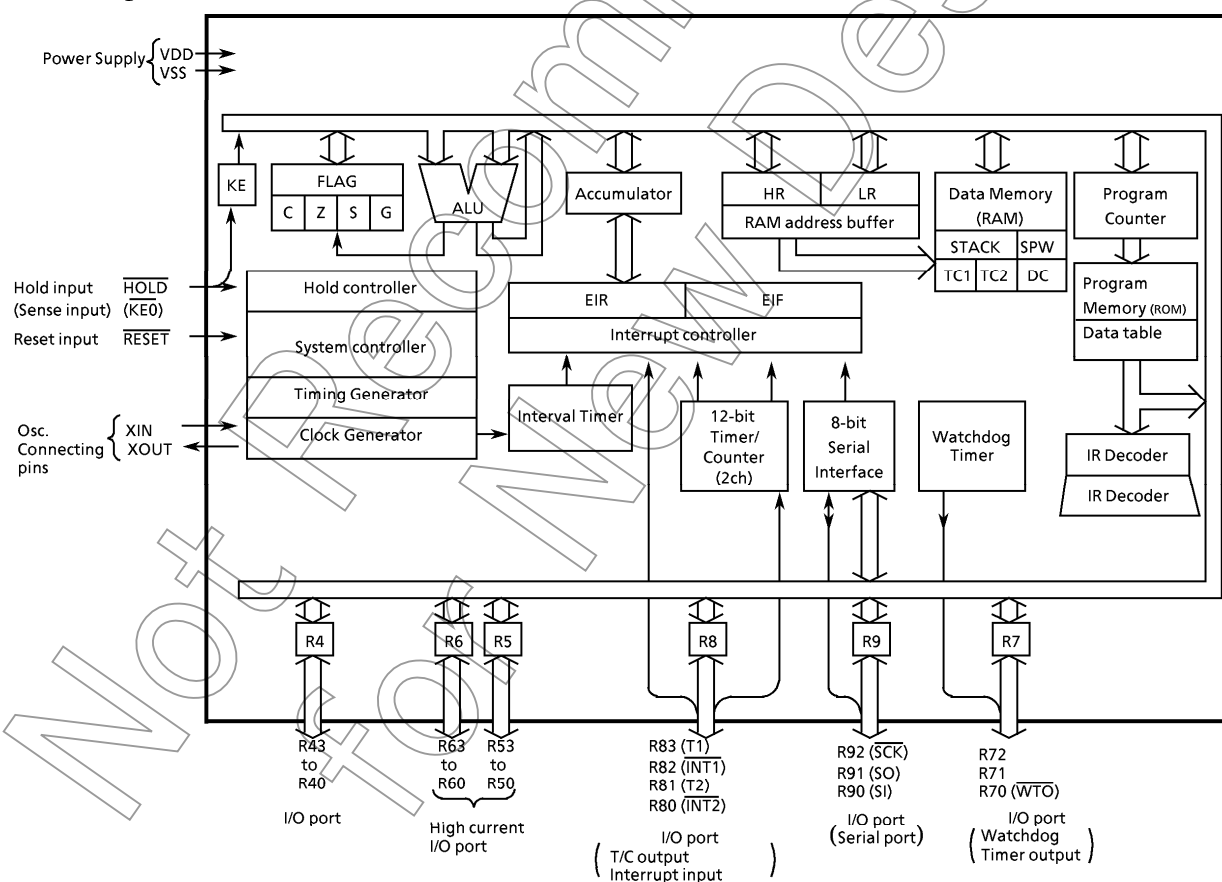 Power Supply
VDD
VSS
KE
FLAG
C Z S G
ALU
Accumulator
HR LR
RAM address buffer
Data Memory
(RAM)
STACK SPW
TC1 TC2 DC
Program
Counter
Program
Memory (ROM)
Data table
Hold input HOLD
(Sense input) (KE0)
Reset input RESET
Hold controller
System controller
Timing Generator
Clock Generator
EIR EIF
Interrupt controller
Interval Timer
12-bit
Timer/
Counter
(2ch)
8-bit
Serial
Interface
Watchdog
Timer
IR Decoder
IR Decoder
Osc.
Connecting
pins
XIN
XOUT
R4 R6 R5 R8 R9 R7
R43
to
R40
I/O port
R63
to
R60
R53
to
R50
High current
I/O port
R83 (T1)
R82 (INT1)
R81 (T2)
R80 (INT2)
I/O port
( T/C output
Interrupt input )
R92 (SCK)
R91 (SO)
R90 (SI)
I/O port
(Serial port)
R72
R71
R70 (WTO)
I/O port
( Watchdog
Timer output )